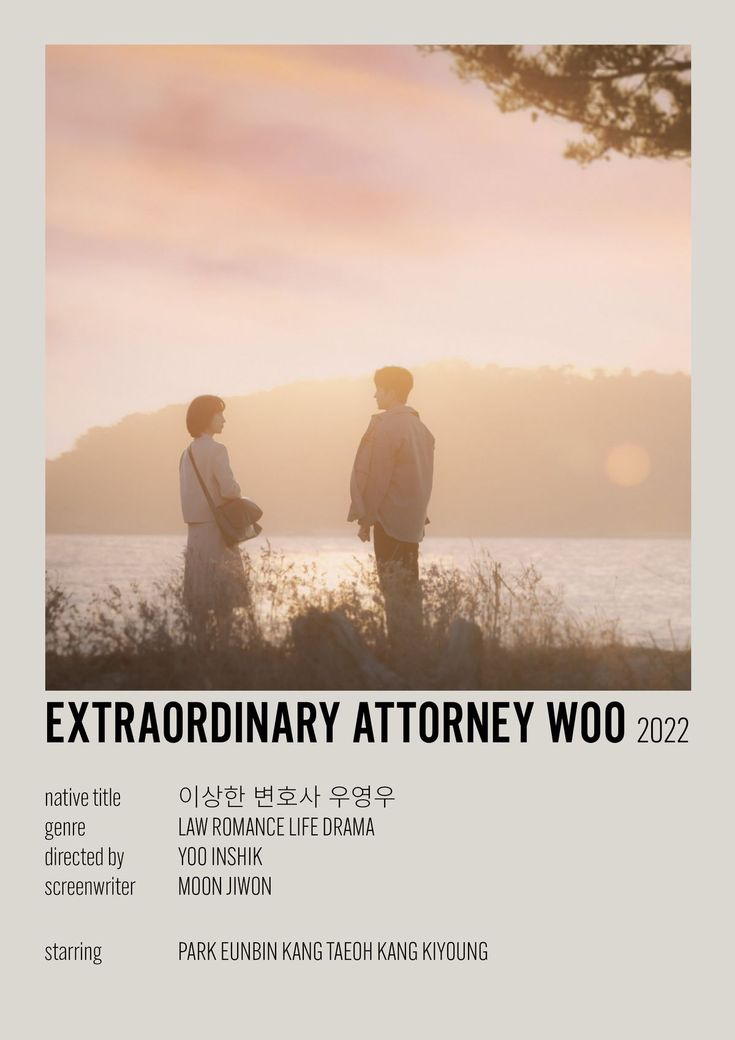 EXTRAORDINARY ATTORNEY WOO 2022
native title 이상한 변호사 우영우
genre LAW ROMANCE LIFE DRAMA
directed by YOO INSHIK
screenwriter MOON JIWON
starring PARK EUNBIN KANG TAEOH KANG KIYOUNG